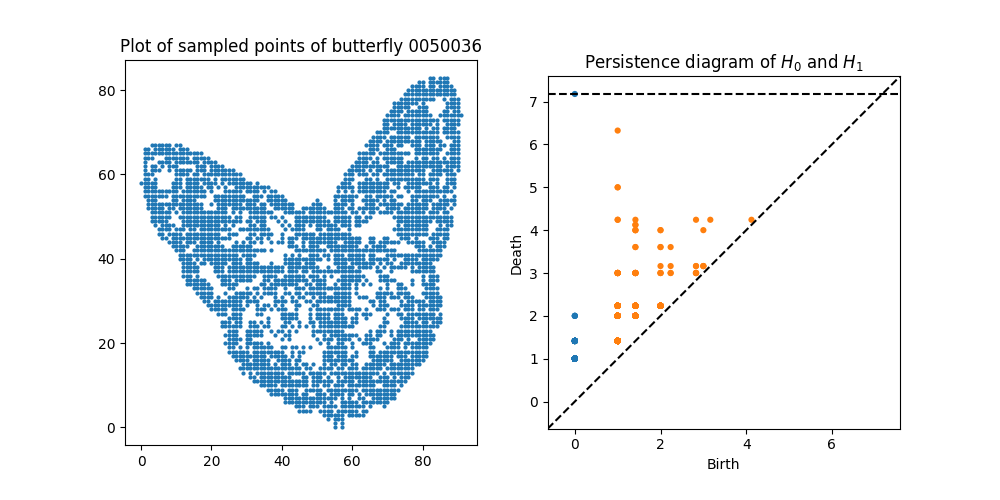 Plot of sampled points of butterfly 0050036
80
60
40
20
0
0 20 40 60 80
Persistence diagram of H₀ and H₁
7
6
5
4
3
2
1
0
Death
0 2 4 6
Birth